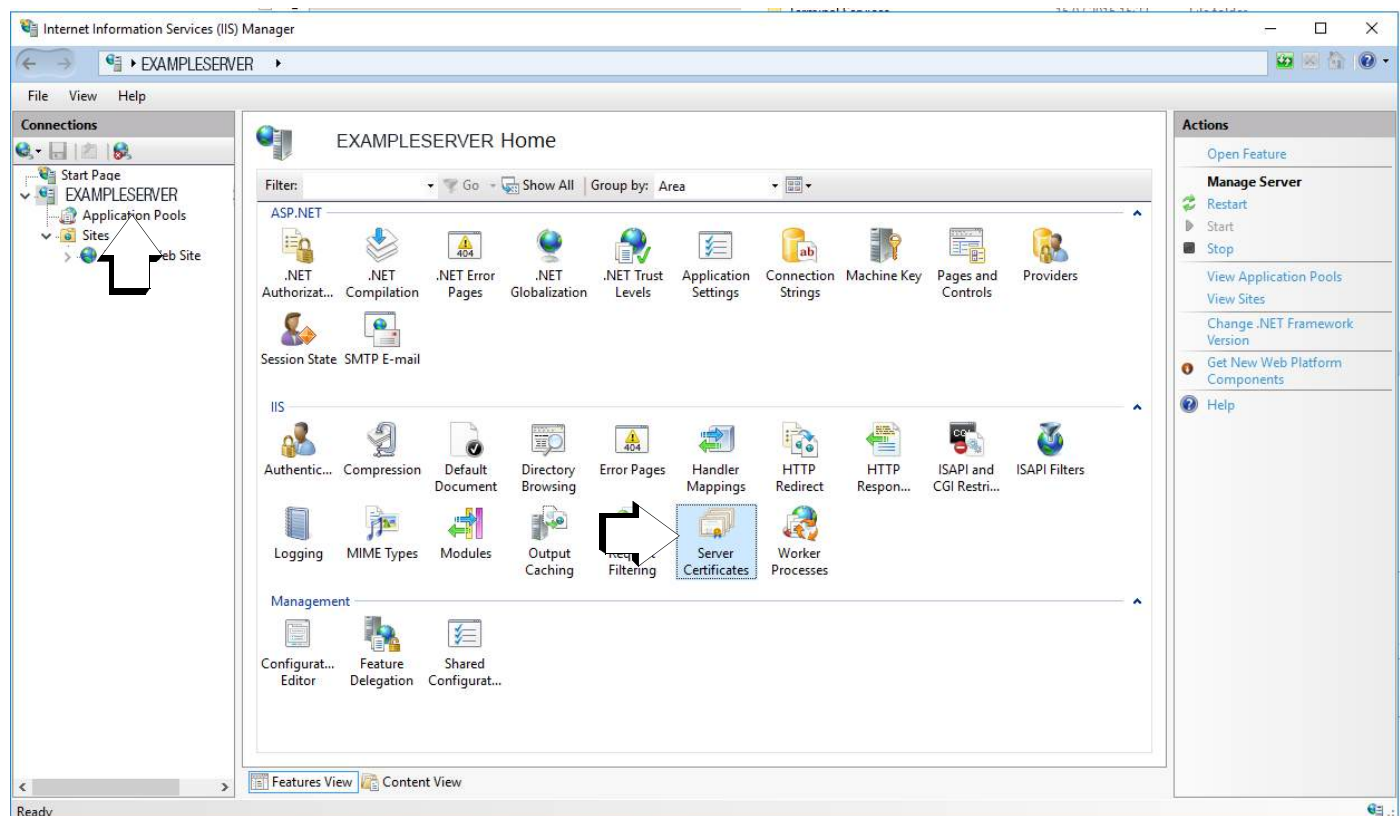 Internet Information Services (IIS) Manager
EXAMPLESERVER
File View Help
Connections
Start Page
EXAMPLESERVER
Application Pools
Sites
eb Site
EXAMPLESERVER Home
Filter: Go Show All Group by: Area
ASP.NET
.NET Authorizat...
.NET Compilation
.NET Error Pages
.NET Globalization
.NET Trust Levels
Application Settings
Connection Strings
Machine Key
Pages and Controls
Providers
Session State
SMTP E-mail
IIS
Authentic...
Compression
Default Document
Directory Browsing
Error Pages
Handler Mappings
HTTP Redirect
HTTP Respon...
ISAPI and CGI Restri...
ISAPI Filters
Logging
MIME Types
Modules
Output Caching
Filtering
Server Certificates
Worker Processes
Management
Configurat... Editor
Feature Delegation
Shared Configurat...
Features View
Content View
Actions
Open Feature
Manage Server
Restart
Start
Stop
View Application Pools
View Sites
Change .NET Framework
Version
Get New Web Platform
Components
Help
Ready